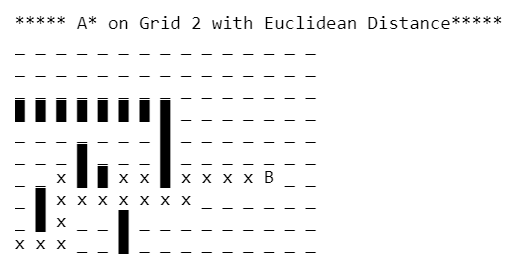 ***** A* on Grid 2 with Euclidean Distance*****
_ _ _ _ _ _ _ _ _ _ _ _ _ _ _
_ _ _ _ _ _ _ _ _ _ _ _ _ _ _
_ _ _ _ _ _ _ _ _ _ _ _ _ _ _
█ █ █ █ █ █ █ █ _ _ _ _ _ _ _
_ _ _ _ _ _ _ █ _ _ _ _ _ _ _
_ _ _ █ _ _ _ █ _ _ _ _ _ _ _
_ _ x █ █ x x █ x x x x B _ _
_ █ x x x x x x x _ _ _ _ _ _
_ █ x _ _ █ _ _ _ _ _ _ _ _ _
x x x _ _ █ _ _ _ _ _ _ _ _ _